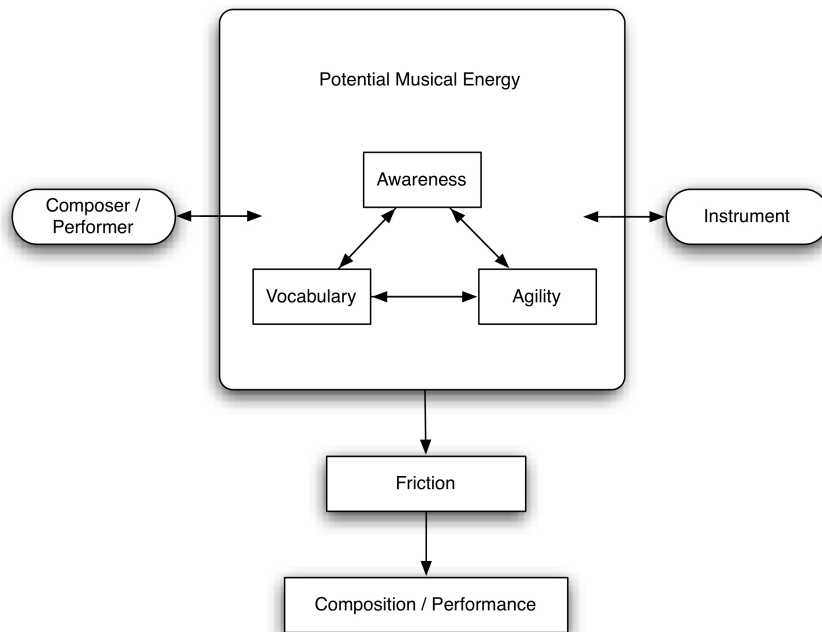 Potential Musical Energy
Awareness
Composer /
Performer
Instrument
Vocabulary
Agility
Friction
Composition / Performance